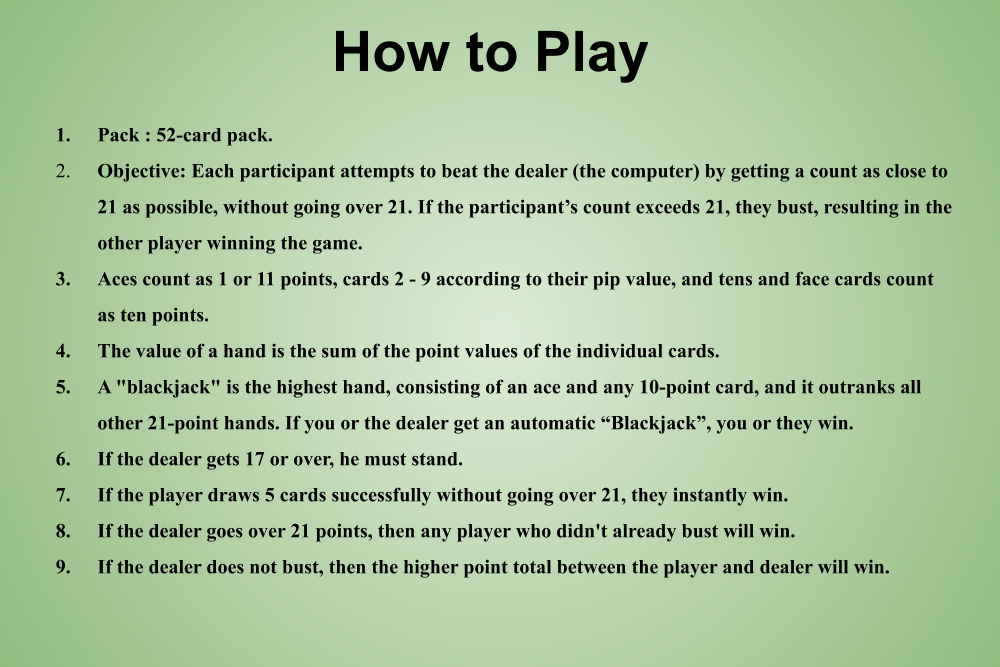 How to Play
1. Pack : 52-card pack.
2. Objective: Each participant attempts to beat the dealer (the computer) by getting a count as close to
21 as possible, without going over 21. If the participant’s count exceeds 21, they bust, resulting in the
other player winning the game.
3. Aces count as 1 or 11 points, cards 2 - 9 according to their pip value, and tens and face cards count
as ten points.
4. The value of a hand is the sum of the point values of the individual cards.
5. A "blackjack" is the highest hand, consisting of an ace and any 10-point card, and it outranks all
other 21-point hands. If you or the dealer get an automatic “Blackjack”, you or they win.
6. If the dealer gets 17 or over, he must stand.
7. If the player draws 5 cards successfully without going over 21, they instantly win.
8. If the dealer goes over 21 points, then any player who didn't already bust will win.
9. If the dealer does not bust, then the higher point total between the player and dealer will win.